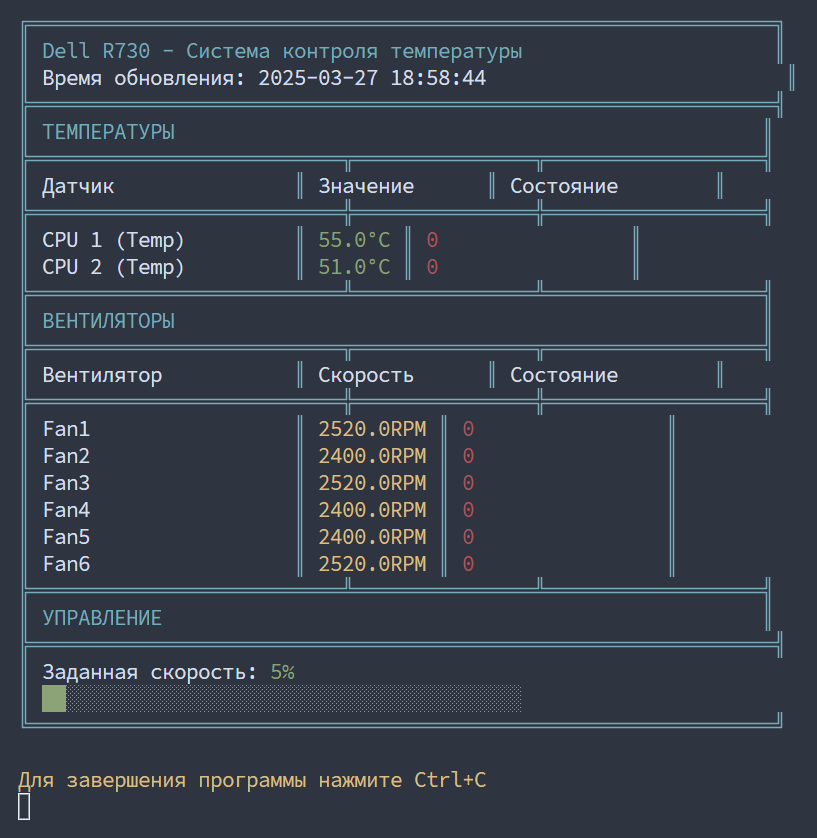 Dell R730 - Система контроля температуры
Время обновления: 2025-03-27 18:58:44
ТЕМПЕРАТУРЫ
Датчик Значение Состояние
CPU 1 (Temp) 55.0°C 0
CPU 2 (Temp) 51.0°C 0
ВЕНТИЛЯТОРЫ
Вентилятор Скорость Состояние
Fan1 2520.0RPM 0
Fan2 2400.0RPM 0
Fan3 2520.0RPM 0
Fan4 2400.0RPM 0
Fan5 2400.0RPM 0
Fan6 2520.0RPM 0
УПРАВЛЕНИЕ
Заданная скорость: 5%
Для завершения программы нажмите Ctrl+C